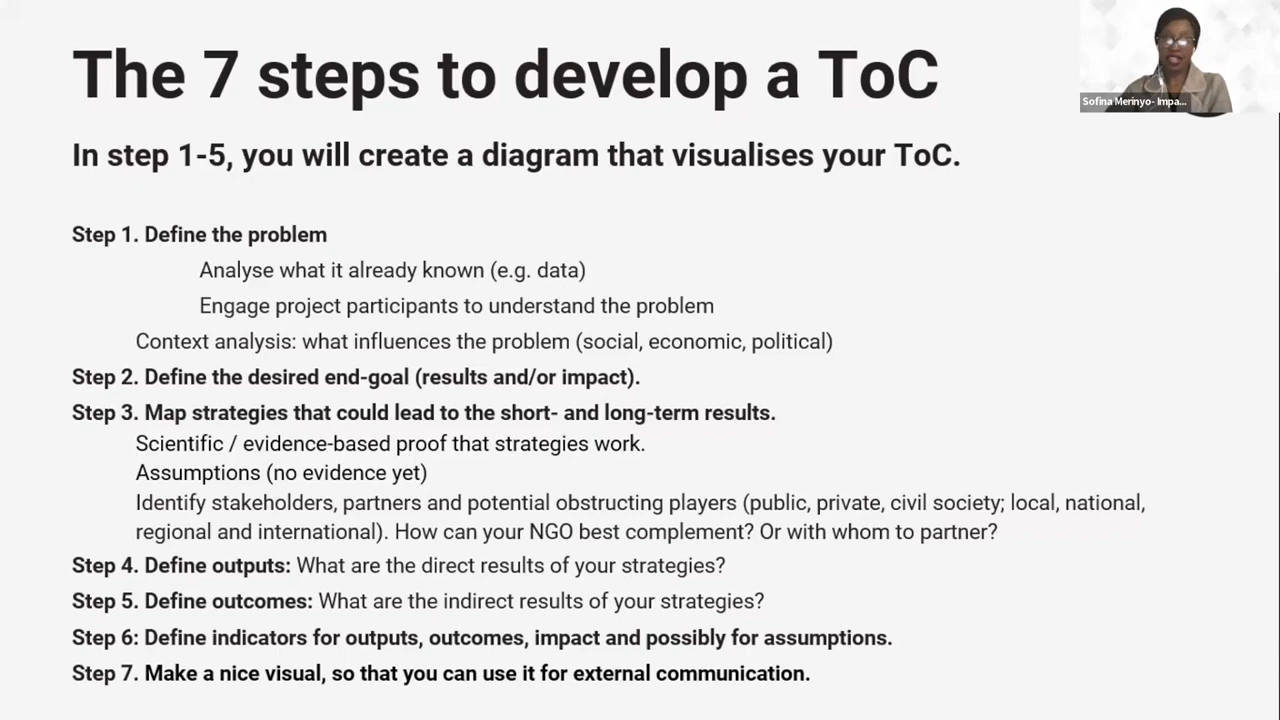 The 7 steps to develop a ToC
Sofina Merinyo- Impa...
In step 1-5, you will create a diagram that visualises your ToC.
Step 1. Define the problem
Analyse what it already known (e.g. data)
Engage project participants to understand the problem
Context analysis: what influences the problem (social, economic, political)
Step 2. Define the desired end-goal (results and/or impact).
Step 3. Map strategies that could lead to the short- and long-term results.
Scientific / evidence-based proof that strategies work.
Assumptions (no evidence yet)
Identify stakeholders, partners and potential obstructing players (public, private, civil society; local, national,
regional and international). How can your NGO best complement? Or with whom to partner?
Step 4. Define outputs: What are the direct results of your strategies?
Step 5. Define outcomes: What are the indirect results of your strategies?
Step 6: Define indicators for outputs, outcomes, impact and possibly for assumptions.
Step 7. Make a nice visual, so that you can use it for external communication.